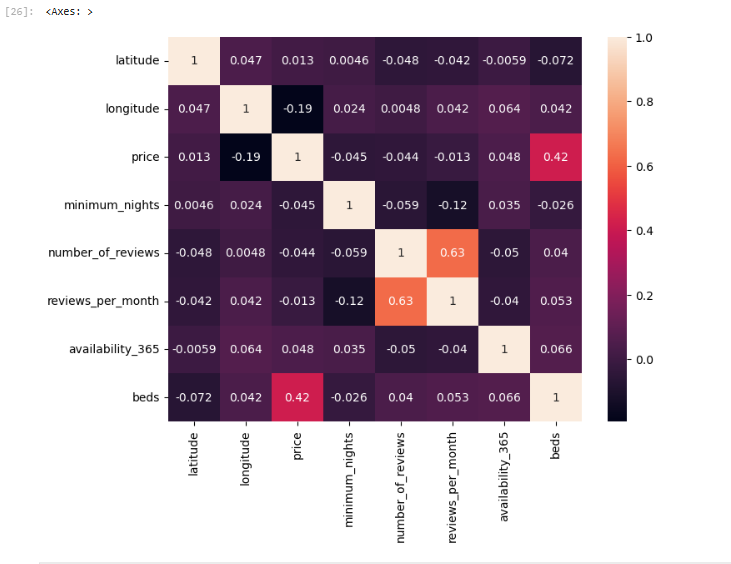 [26]: <Axes: >
latitude 1 0.047 0.013 0.0046 -0.048 -0.042 -0.0059 -0.072
longitude 0.047 1 -0.19 0.024 0.0048 0.042 0.064 0.042
price 0.013 -0.19 1 -0.045 -0.044 -0.013 0.048 0.42
minimum_nights 0.0046 0.024 -0.045 1 -0.059 -0.12 0.035 -0.026
number_of_reviews -0.048 0.0048 -0.044 -0.059 1 0.63 -0.05 0.04
reviews_per_month -0.042 0.042 -0.013 -0.12 0.63 1 -0.04 0.053
availability_365 -0.0059 0.064 0.048 0.035 -0.05 -0.04 1 0.066
beds -0.072 0.042 0.42 -0.026 0.04 0.053 0.066 1
latitude
longitude
price
minimum_nights
number_of_reviews
reviews_per_month
availability_365
beds
1.0
0.8
0.6
0.4
0.2
0.0